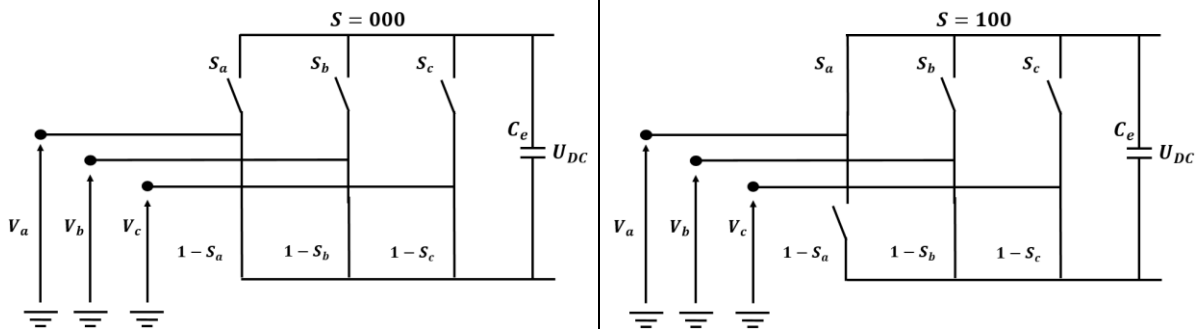 S = 000
S_a S_b S_c
C_e
U_DC
V_a V_b V_c
1 − S_a 1 − S_b 1 − S_c
S = 100
S_a S_b S_c
C_e
U_DC
V_a V_b V_c
1 − S_a 1 − S_b 1 − S_c